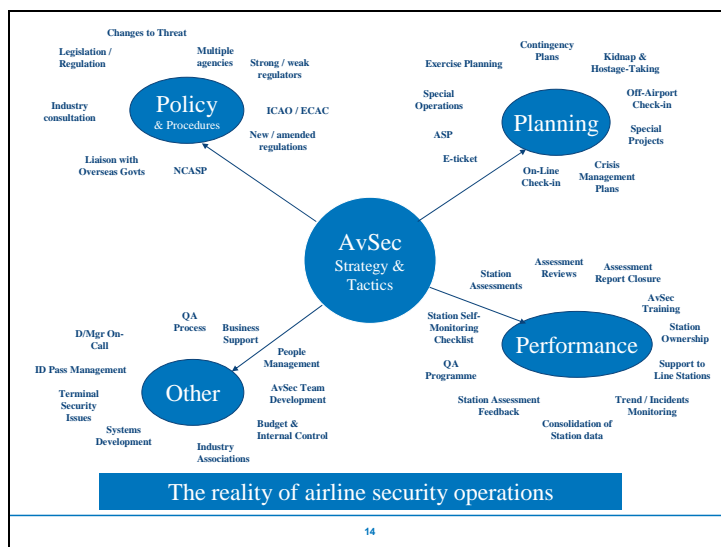 Changes to Threat
Legislation /
Regulation
Multiple
agencies
Strong / weak
regulators
Policy
& Procedures
Industry
consultation
ICAO / ECAC
New / amended
regulations
Liaison with
Overseas Govts
NCASP
Contingency
Plans
Exercise Planning
Kidnap &
Hostage-Taking
Special
Operations
Off-Airport
Check-in
Planning
ASP
Special
Projects
E-ticket
On-Line
Check-in
Crisis
Management
Plans
AvSec
Strategy &
Tactics
Station
Assessments
Assessment
Reviews
Assessment
Report Closure
AvSec
Training
Station Self-
Monitoring
Checklist
Station
Ownership
Performance
QA
Programme
Support to
Line Stations
Station Assessment
Feedback
Trend / Incidents
Monitoring
Consolidation of
Station data
QA
Process
Business
Support
D/Mgr On-
Call
People
Management
ID Pass Management
Other
AvSec Team
Development
Terminal
Security
Issues
Systems
Development
Budget &
Internal Control
Industry
Associations
The reality of airline security operations
14